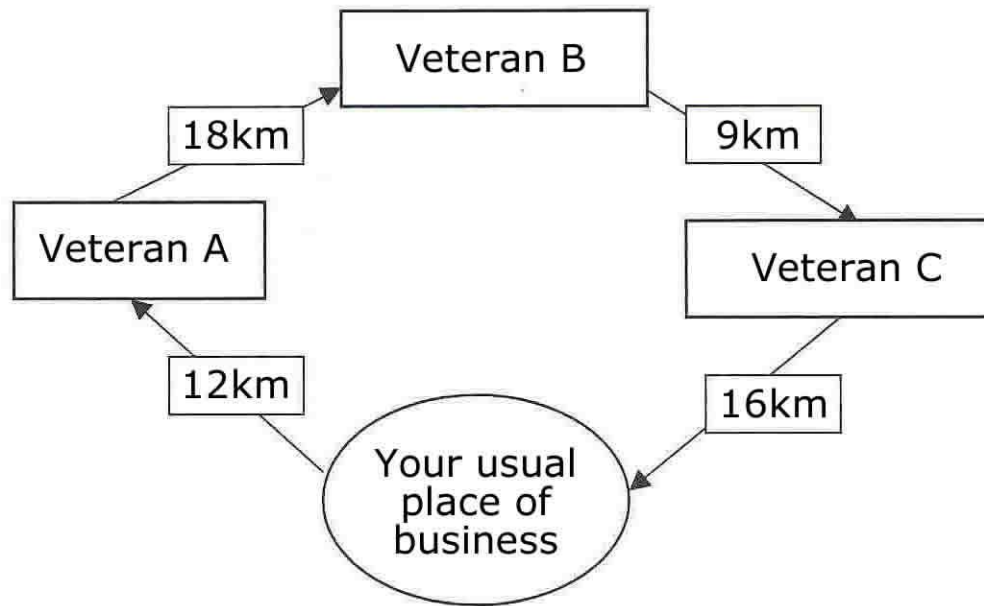 Veteran B
18km
9km
Veteran A
Veteran C
12km
16km
Your usual
place of
business